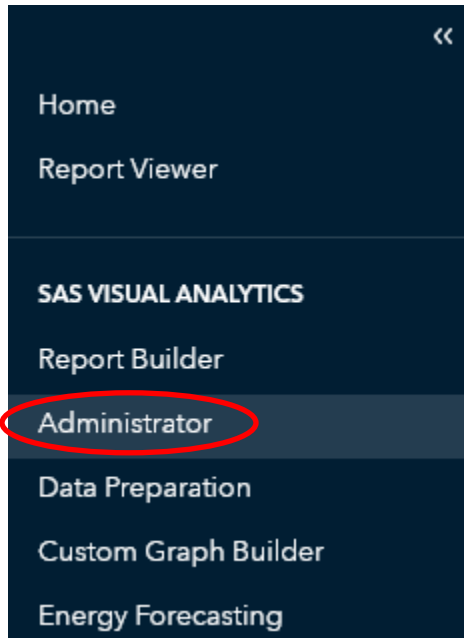 Home
Report Viewer
SAS VISUAL ANALYTICS
Report Builder
Administrator
Data Preparation
Custom Graph Builder
Energy Forecasting